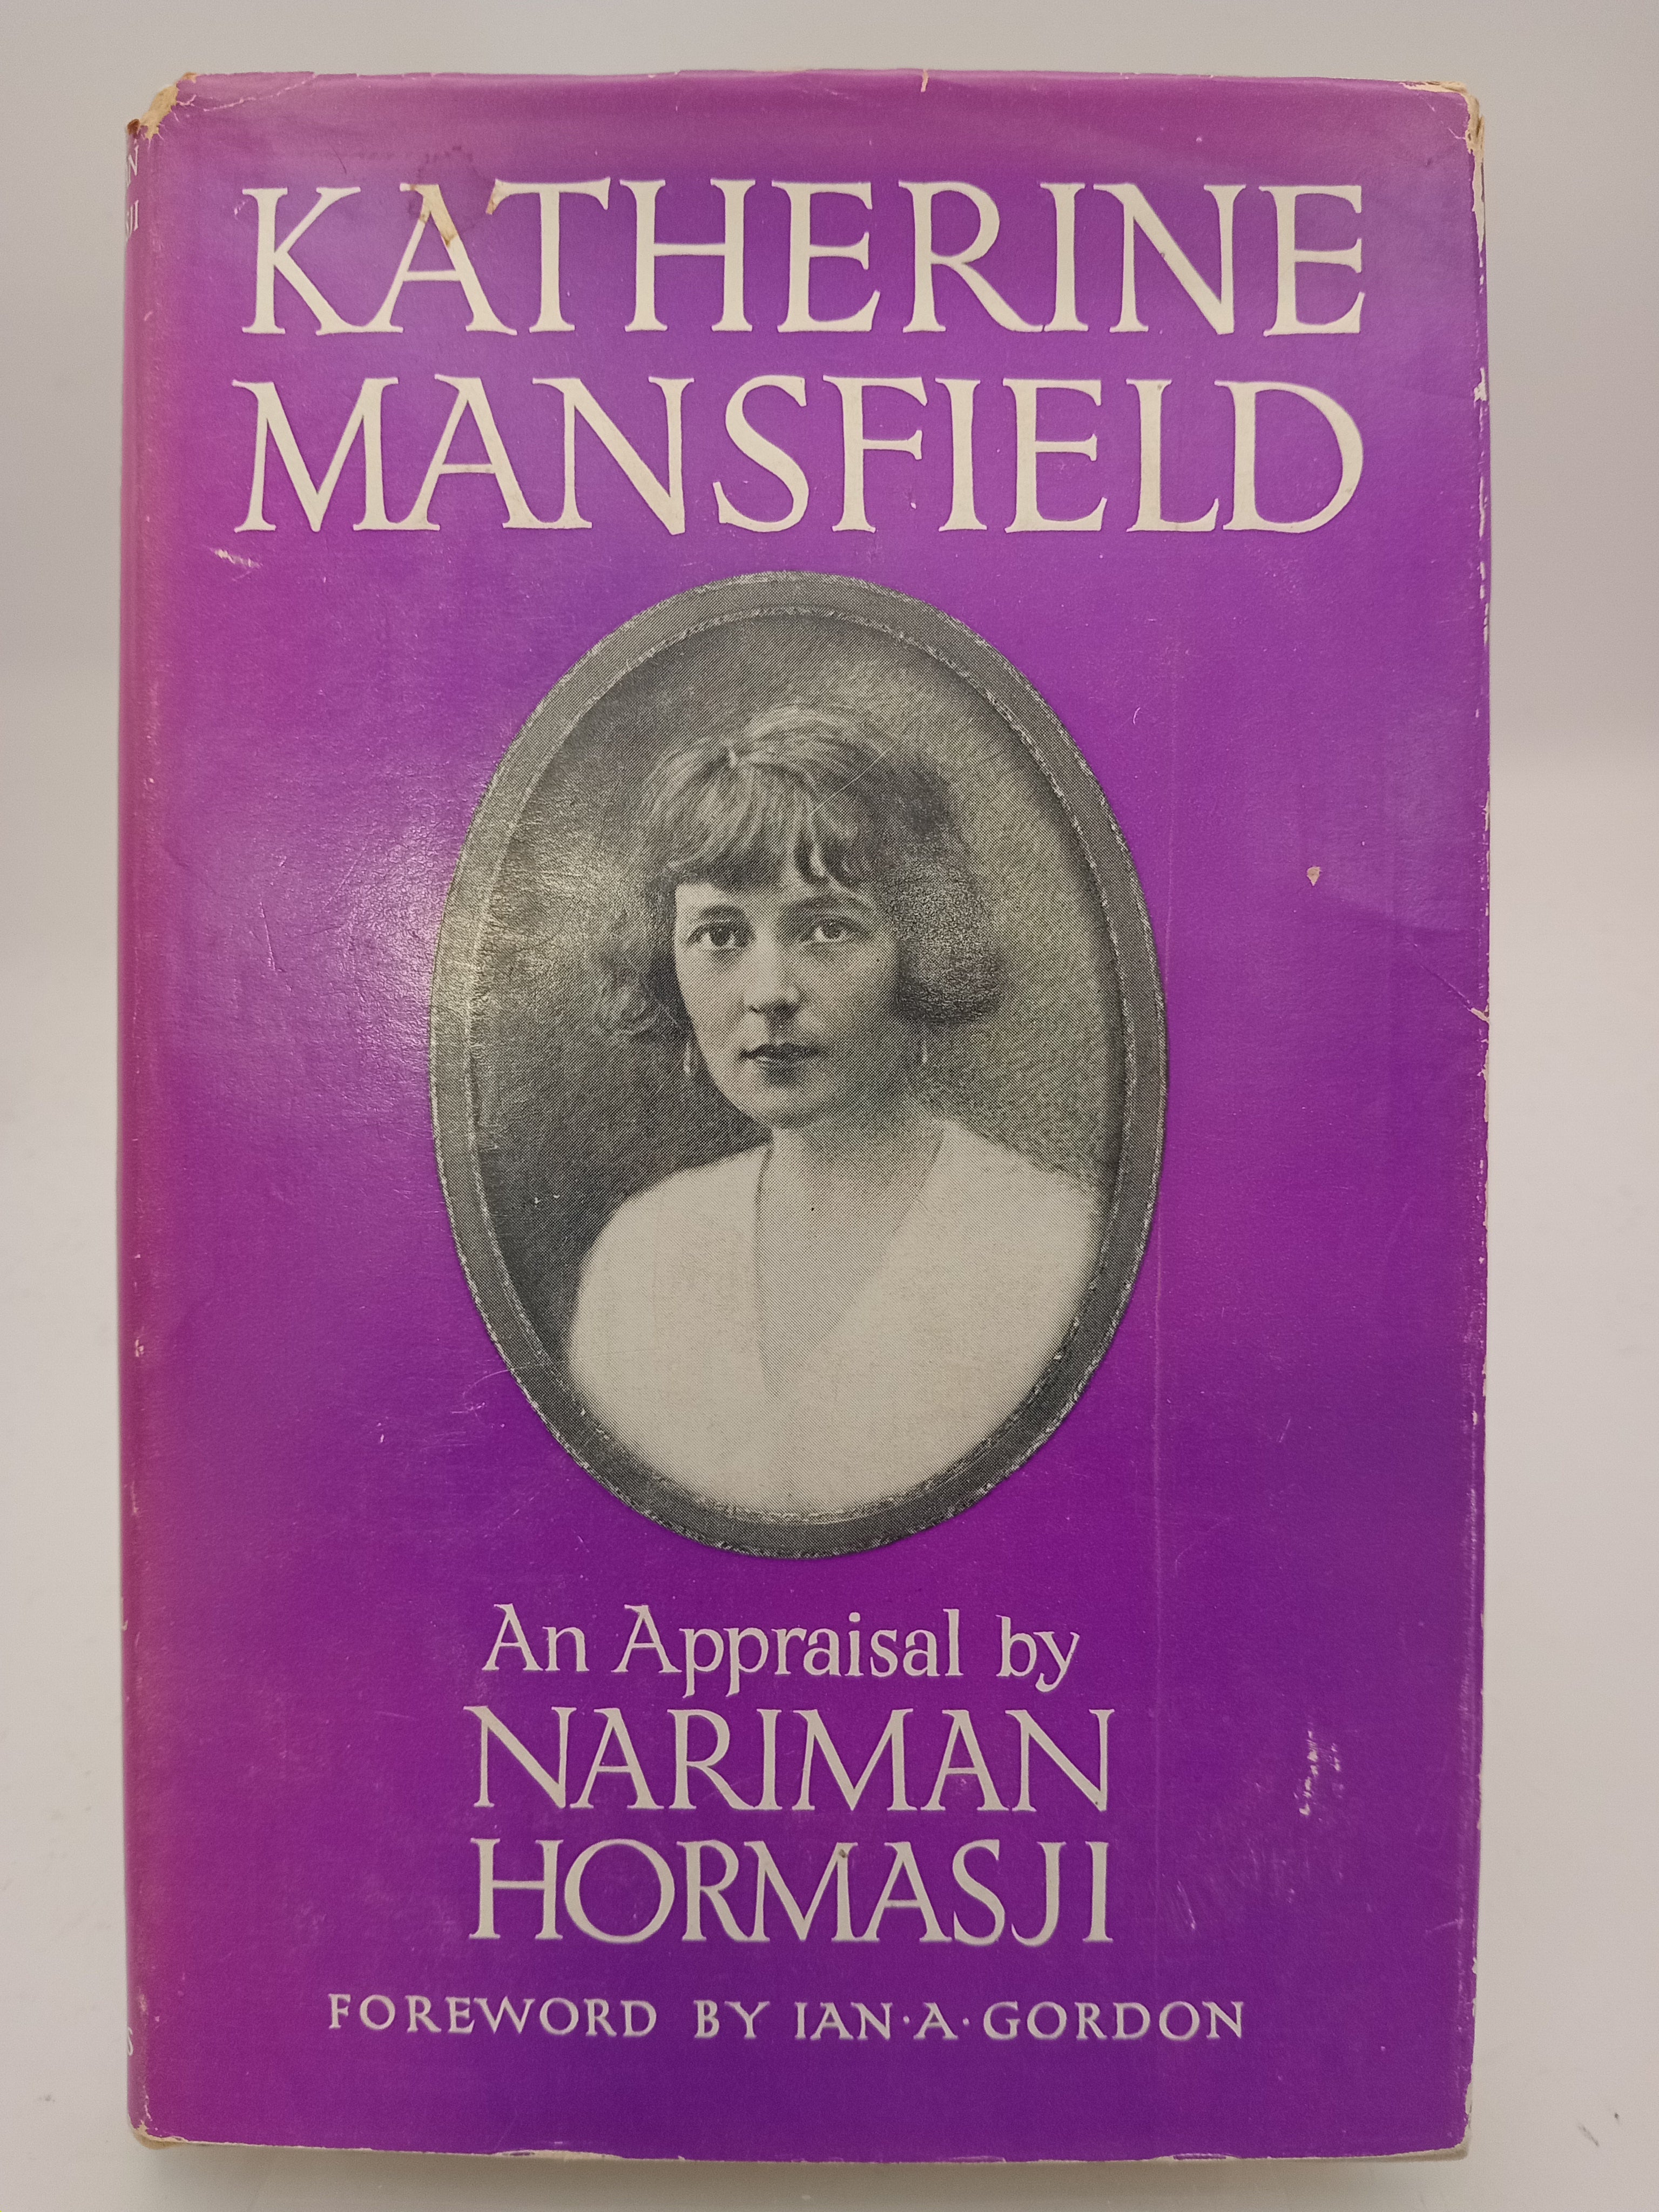 KATHERINE
MANSFIELD
An Appraisal by
NARIMAN
HORMASJI
FOREWORD BY IAN·A·GORDON